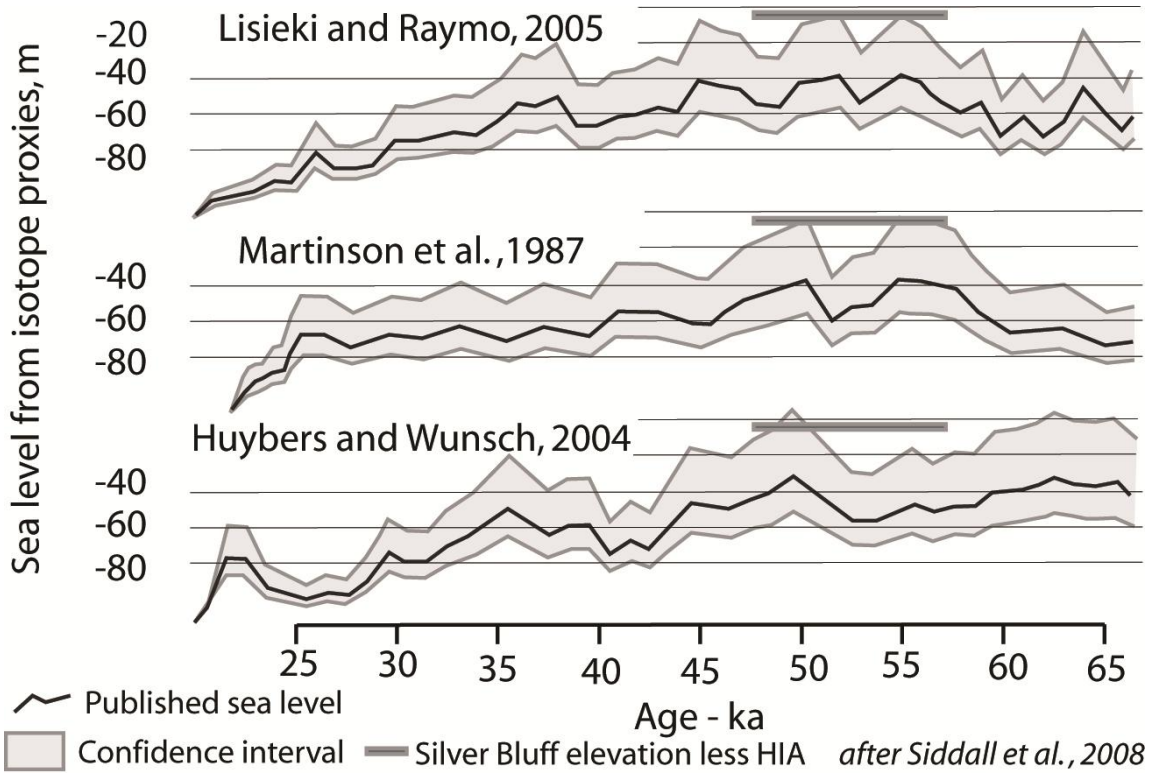 Sea level from isotope proxies, m
Lisieki and Raymo, 2005
-20
-40
-60
-80
Martinson et al., 1987
-40
-60
-80
Huybers and Wunsch, 2004
-40
-60
-80
25 30 35 40 45 50 55 60 65
Age - ka
Published sea level
Confidence interval
Silver Bluff elevation less HIA
after Siddall et al., 2008